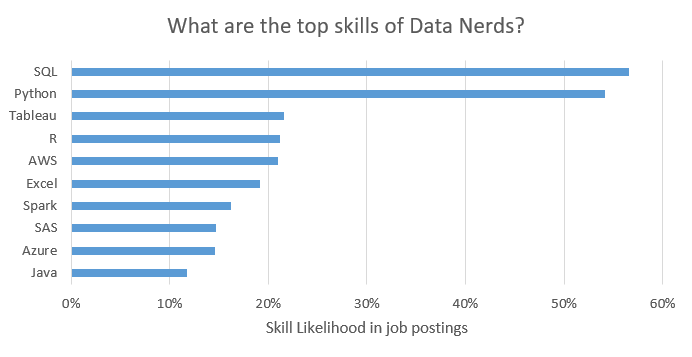 What are the top skills of Data Nerds?
SQL
Python
Tableau
R
AWS
Excel
Spark
SAS
Azure
Java
0% 10% 20% 30% 40% 50% 60%
Skill Likelihood in job postings